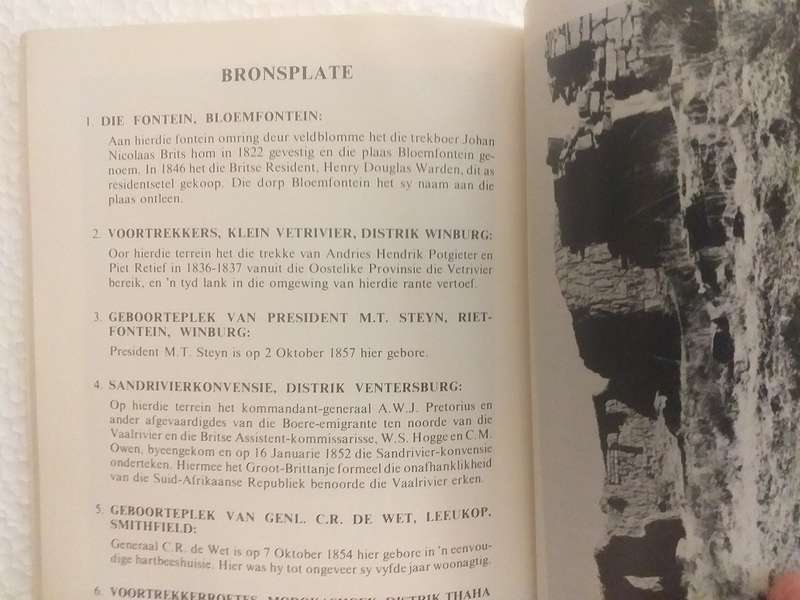 BRONSPLATE
1. DIE FONTEIN, BLOEMFONTEIN:
Aan hierdie fontein omring deur veldblomme het die trekboer Johan
Nicolaas Brits hom in 1822 gevestig en die plaas Bloemfontein ge-
noem. In 1846 het die Britse Resident, Henry Douglas Warden, dit as
residentsetel gekoop. Die dorp Bloemfontein het sy naam aan die
plaas ontleen.
2. VOORTREKKERS, KLEIN VETRIVIER, DISTRIK WINBURG:
Oor hierdie terrein het die trekke van Andries Hendrik Potgieter en
Piet Retief in 1836-1837 vanuit die Oostelike Provinsie die Vetrivier
bereik, en 'n tyd lank in die omgewing van hierdie rante vertoef.
3. GEBOORTEPLEK VAN PRESIDENT M.T. STEYN, RIET-
FONTEIN, WINBURG:
President M.T. Steyn is op 2 Oktober 1857 hier gebore.
4. SANDRIVIERKONVENSIE, DISTRIK VENTERSBURG:
Op hierdie terrein het kommandant-generaal A.W.J. Pretorius en
ander afgevaardigdes van die Boere-emigrante ten noorde van die
Vaalrivier en die Britse Assistent-kommissarisse, W.S. Hogge en C.M.
Owen, byeengekom en op 16 Januarie 1852 die Sandrivier-konvensie
onderteken. Hiermee het Groot-Brittanje formeel die onafhanklikheid
van die Suid-Afrikaanse Republiek benoorde die Vaalrivier erken.
5. GEBOORTEPLEK VAN GENL. C.R. DE WET, LEEUKOP,
SMITHFIELD:
Generaal C.R. de Wet is op 7 Oktober 1854 hier gebore in 'n eenvou-
dige hartbeeshuisie. Hier was hy tot ongeveer sy vyfde jaar woonagtig.
6. VOORTREKKERROETES, DISTRIK THABA